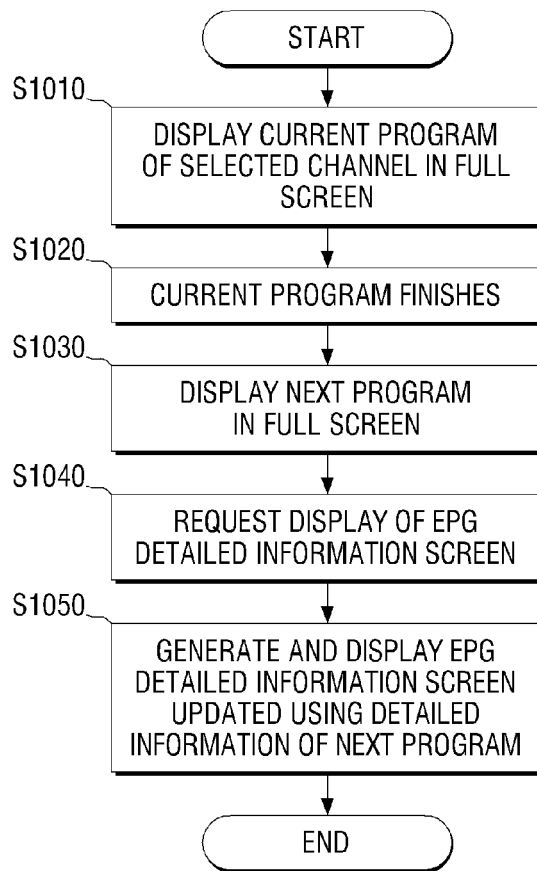 START
S1010
DISPLAY CURRENT PROGRAM
OF SELECTED CHANNEL IN FULL
SCREEN
S1020
CURRENT PROGRAM FINISHES
S1030
DISPLAY NEXT PROGRAM
IN FULL SCREEN
S1040
REQUEST DISPLAY OF EPG
DETAILED INFORMATION SCREEN
S1050
GENERATE AND DISPLAY EPG
DETAILED INFORMATION SCREEN
UPDATED USING DETAILED
INFORMATION OF NEXT PROGRAM
END